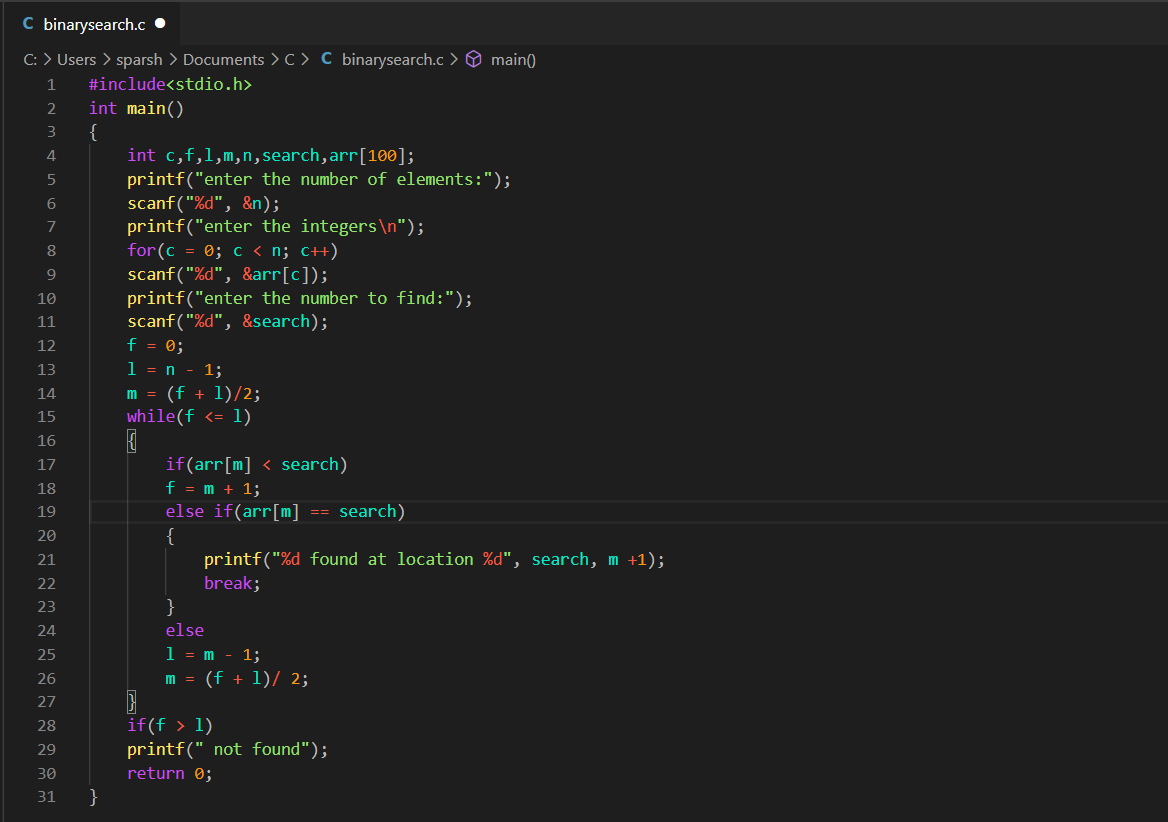 C binarysearch.c ●
C: > Users > sparsh > Documents > C > C binarysearch.c > main()
1 #include<stdio.h>
2 int main()
3 {
4     int c,f,l,m,n,search,arr[100];
5     printf("enter the number of elements:");
6     scanf("%d", &n);
7     printf("enter the integers\n");
8     for(c = 0; c < n; c++)
9     scanf("%d", &arr[c]);
10     printf("enter the number to find:");
11     scanf("%d", &search);
12     f = 0;
13     l = n - 1;
14     m = (f + l)/2;
15     while(f <= l)
16     {
17         if(arr[m] < search)
18         f = m + 1;
19         else if(arr[m] == search)
20         {
21             printf("%d found at location %d", search, m +1);
22             break;
23         }
24         else
25         l = m - 1;
26         m = (f + l)/ 2;
27     }
28     if(f > l)
29     printf(" not found");
30     return 0;
31 }